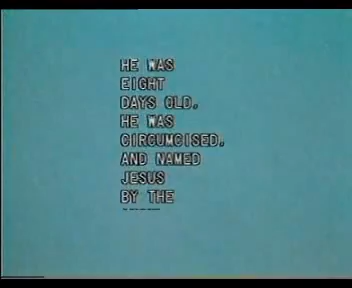 HE WAS
EIGHT
DAYS OLD.
HE WAS
CIRCUMCISED.
AND NAMED
JESUS
BY THE